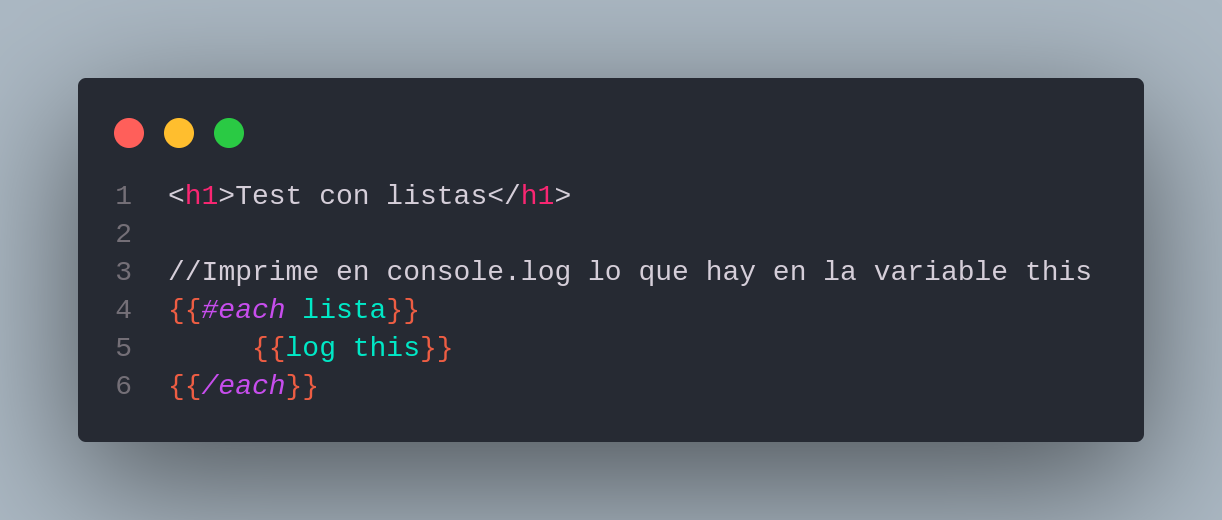 1 <h1>Test con listas</h1>
2
3 //Imprime en console.log lo que hay en la variable this
4 {{#each lista}}
5      {{log this}}
6 {{/each}}